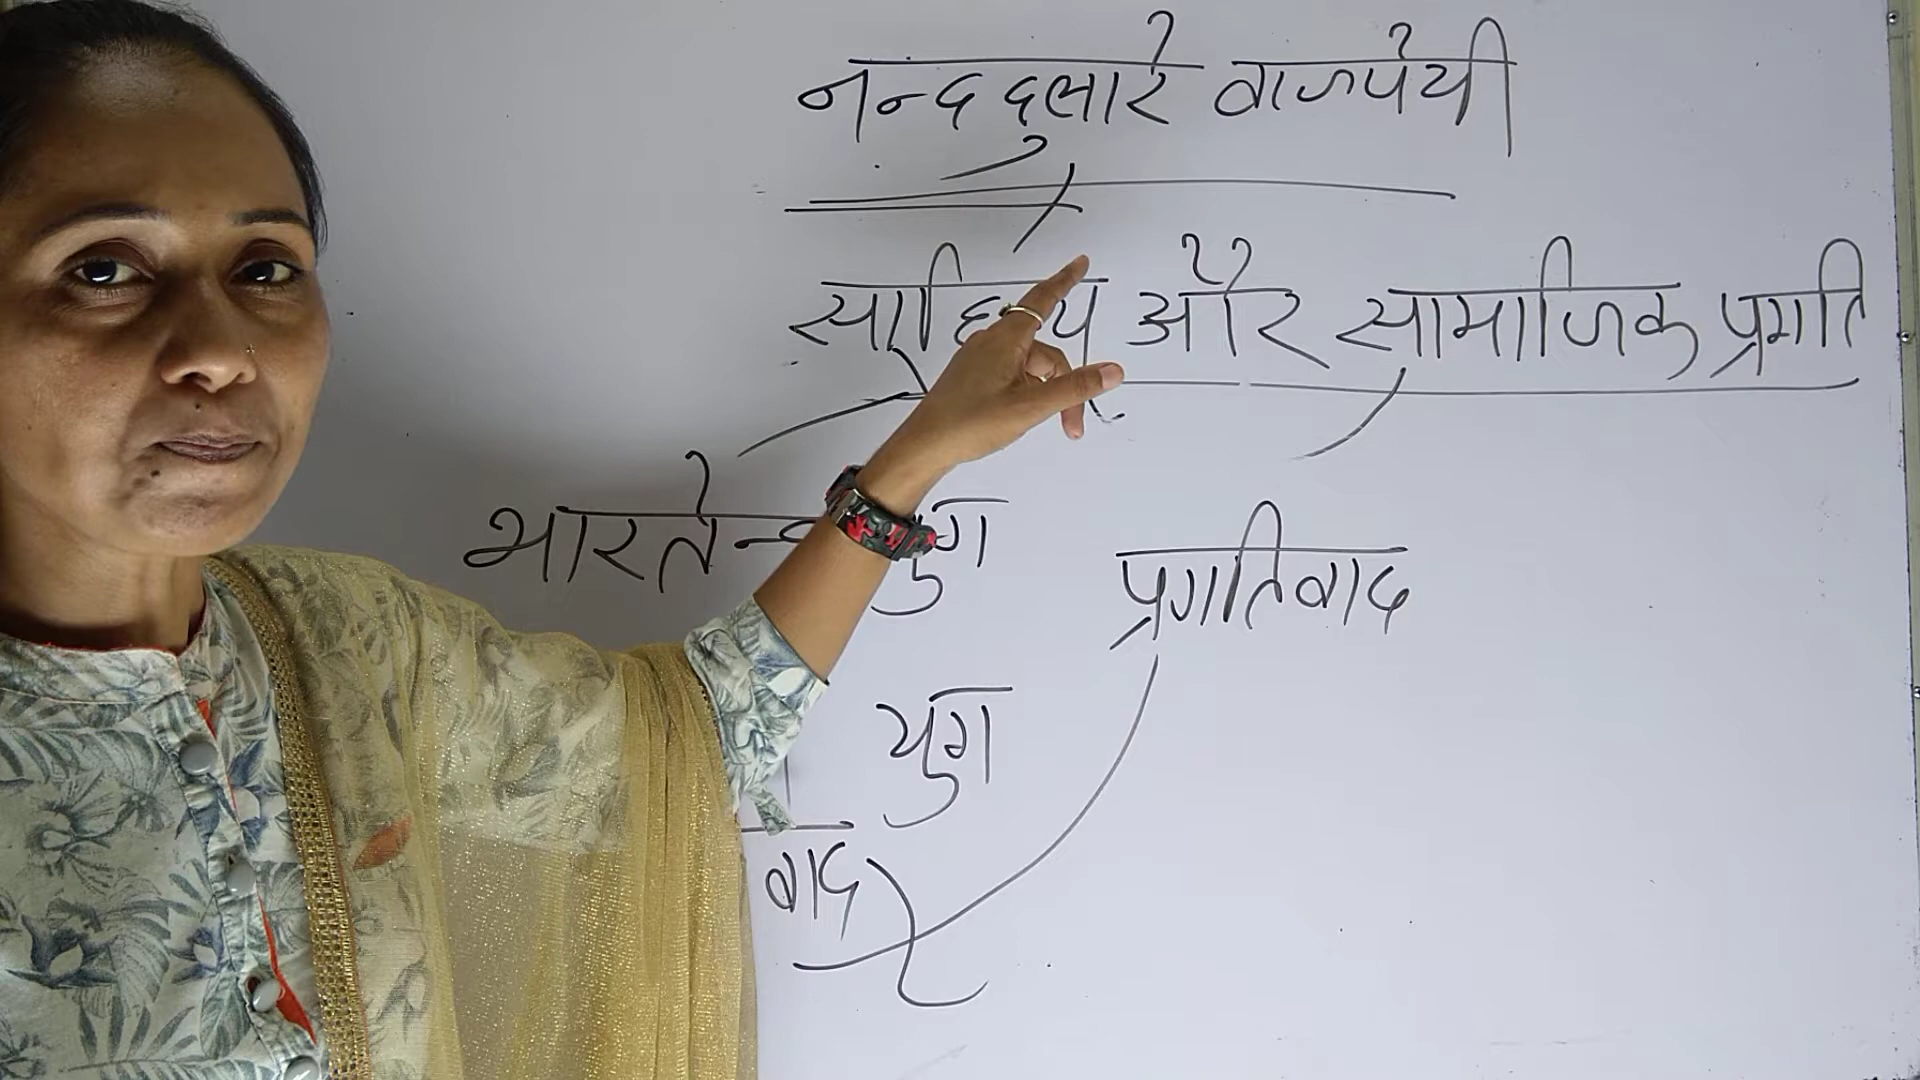 नन्द दुलारे वाजपेयी
और सामाजिक प्रगति
युग
प्रगतिवाद
युग
वाद